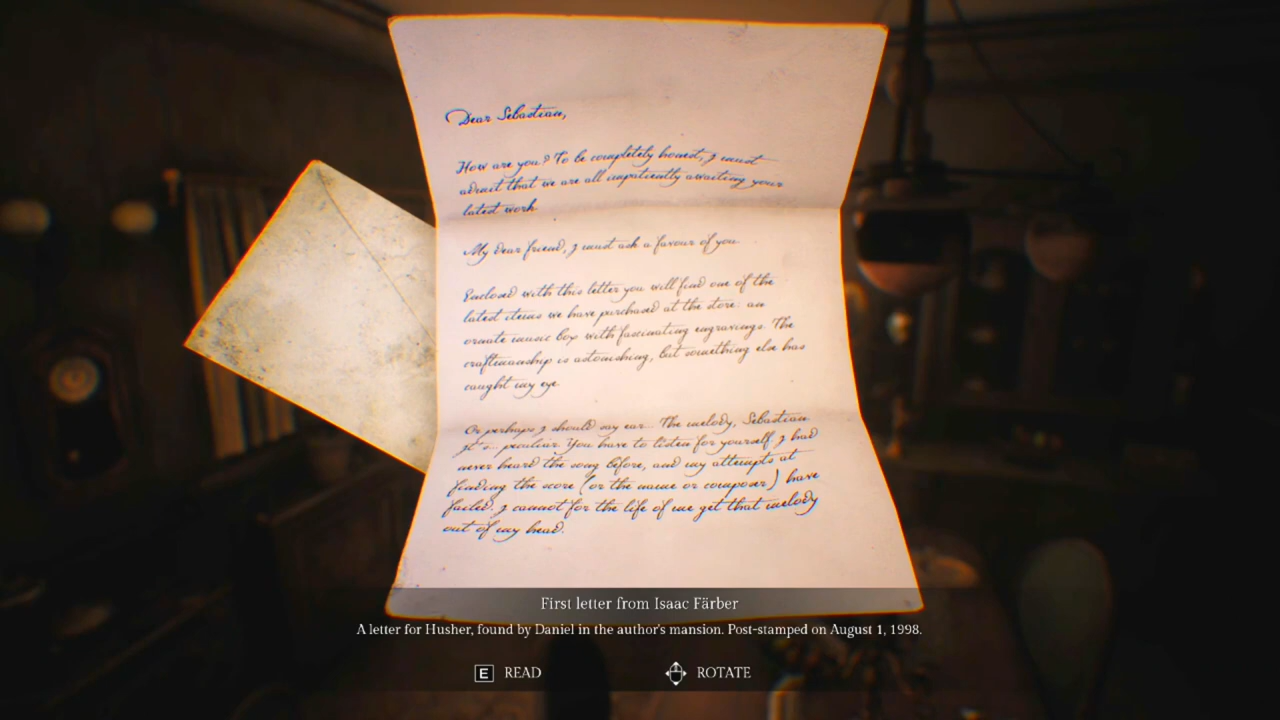 Dear Sebastian,
How are you? To be completely honest, I must
admit that we are all impatiently awaiting your
latest work.
My dear friend, I must ask a favour of you.
Enclosed with this letter you will find one of the
latest items we have purchased at the store: an
ornate music box with fascinating engravings. The
craftmanship is astonishing, but something else has
caught my eye.
Or perhaps I should say ear... The melody, Sebastian.
It's... peculiar. You have to listen for yourself. I had
never heard the song before, and my attempts at
finding the score (or the name or composer) have
failed. I cannot for the life of me get that melody
out of my head.
First letter from Isaac Färber
A letter for Husher, found by Daniel in the author's mansion. Post-stamped on August 1, 1998.
E READ
ROTATE